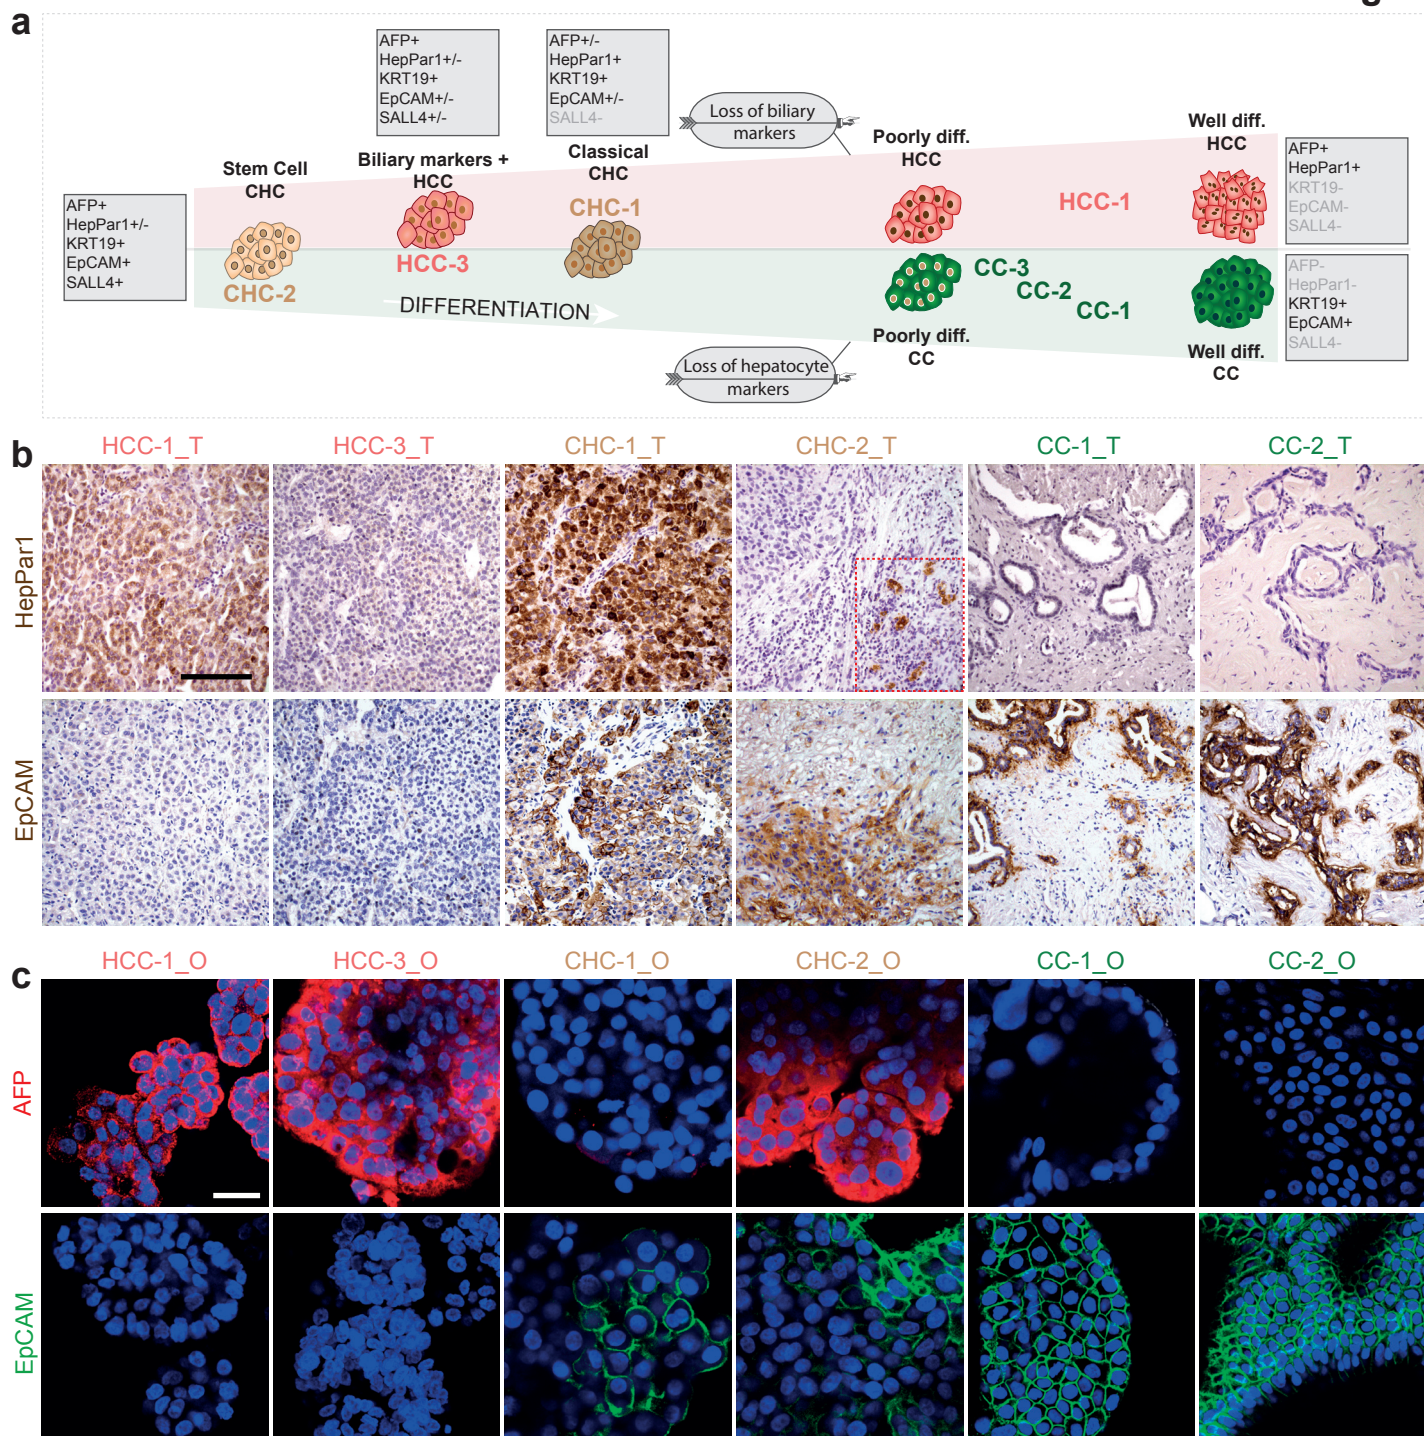 g
a
AFP+
HepPar1+/-
KRT19+
EpCAM+/-
SALL4+/-
AFP+/-
HepPar1+
KRT19+
EpCAM+/-
SALL4-
Loss of biliary
markers
Stem Cell
CHC
Biliary markers +
HCC
Classical
CHC
Poorly diff.
HCC
Well diff.
HCC
AFP+
HepPar1+/-
KRT19+
EpCAM+
SALL4+
AFP+
HepPar1+
KRT19-
EpCAM-
SALL4-
CHC-1
HCC-1
HCC-3
CHC-2
CC-3
CC-2
CC-1
AFP-
HepPar1-
KRT19+
EpCAM+
SALL4-
DIFFERENTIATION
Poorly diff.
CC
Well diff.
CC
Loss of hepatocyte
markers
b
HCC-1_T
HCC-3_T
CHC-1_T
CHC-2_T
CC-1_T
CC-2_T
HepPar1
EpCAM
c
HCC-1_O
HCC-3_O
CHC-1_O
CHC-2_O
CC-1_O
CC-2_O
AFP
EpCAM